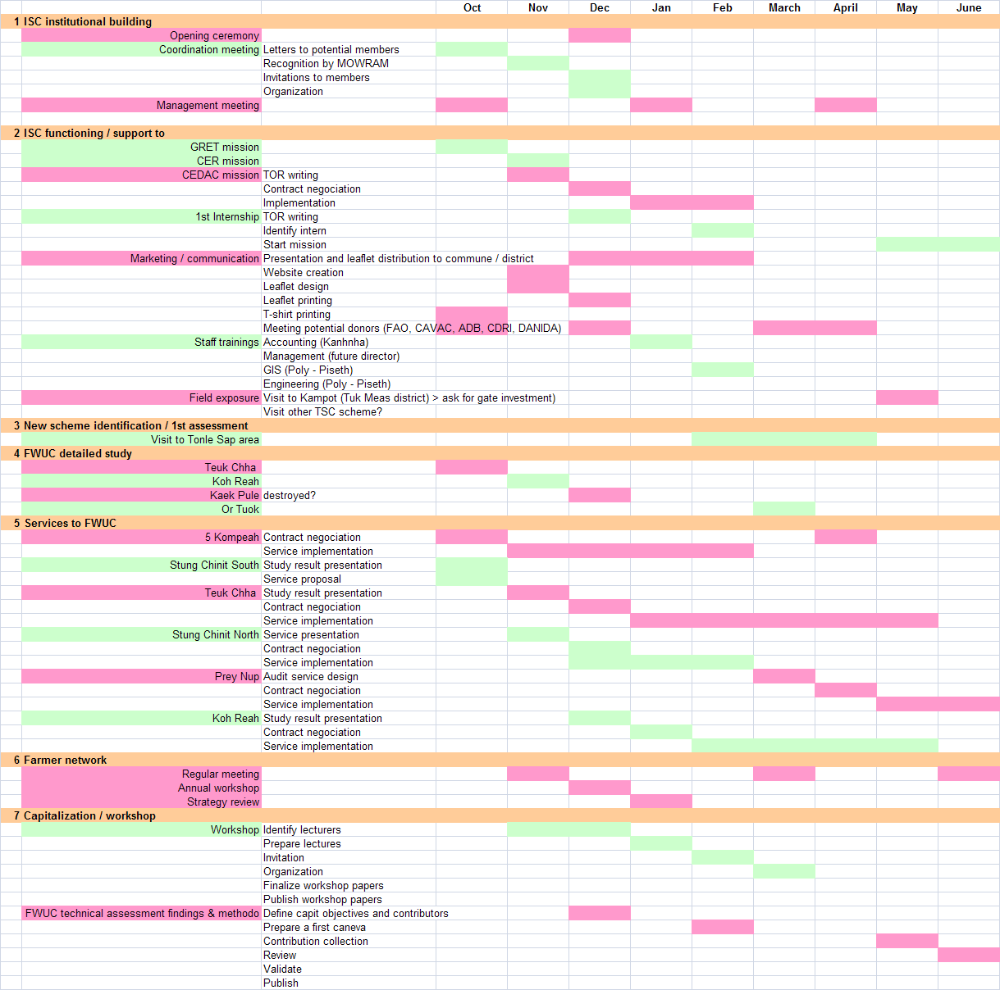 Oct Nov Dec Jan Feb March April May June
1 ISC institutional building
Opening ceremony
Coordination meeting Letters to potential members
Recognition by MOWRAM
Invitations to members
Organization
Management meeting
2 ISC functioning / support to
GRET mission
CER mission
CEDAC mission TOR writing
Contract negociation
Implementation
1st Internship TOR writing
Identify intern
Start mission
Marketing / communication Presentation and leaflet distribution to commune / district
Website creation
Leaflet design
Leaflet printing
T-shirt printing
Meeting potential donors (FAO, CAVAC, ADB, CDRI, DANIDA)
Staff trainings Accounting (Kanhnha)
Management (future director)
GIS (Poly - Piseth)
Engineering (Poly - Piseth)
Field exposure Visit to Kampot (Tuk Meas district) > ask for gate investment)
Visit other TSC scheme?
3 New scheme identification / 1st assessment
Visit to Tonle Sap area
4 FWUC detailed study
Teuk Chha
Koh Reah
Kaek Pule destroyed?
Or Tuok
5 Services to FWUC
5 Kompeah Contract negociation
Service implementation
Stung Chinit South Study result presentation
Service proposal
Teuk Chha Study result presentation
Contract negociation
Service implementation
Stung Chinit North Service presentation
Contract negociation
Service implementation
Prey Nup Audit service design
Contract negociation
Service implementation
Koh Reah Study result presentation
Contract negociation
Service implementation
6 Farmer network
Regular meeting
Annual workshop
Strategy review
7 Capitalization / workshop
Workshop Identify lecturers
Prepare lectures
Invitation
Organization
Finalize workshop papers
Publish workshop papers
FWUC technical assessment findings & methodo Define capit objectives and contributors
Prepare a first caneva
Contribution collection
Review
Validate
Publish